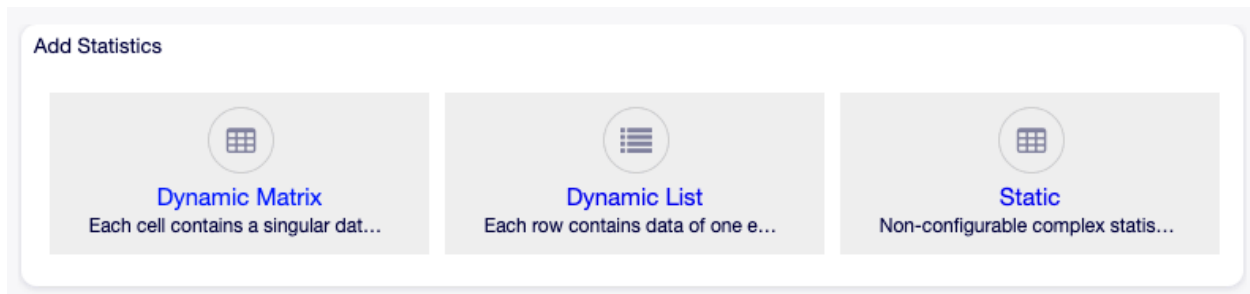 Add Statistics
Dynamic Matrix
Each cell contains a singular dat...
Dynamic List
Each row contains data of one e...
Static
Non-configurable complex statis...